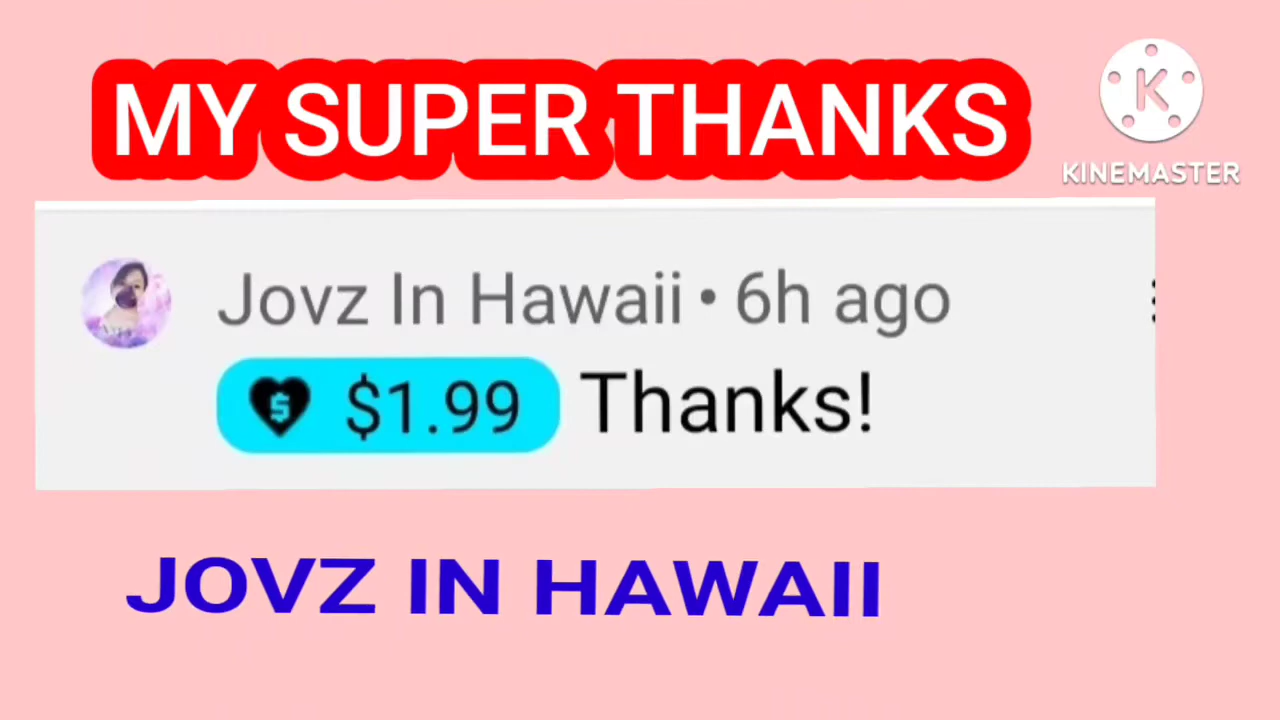 MY SUPER THANKS
K
KINEMASTER
Jovz In Hawaii • 6h ago
$ $1.99 Thanks!
JOVZ IN HAWAII